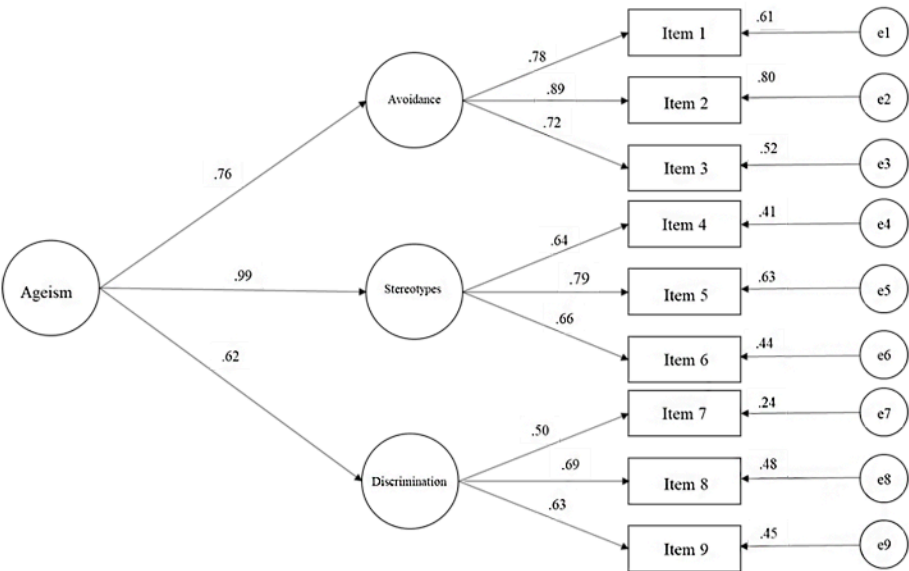 .61
Item 1
e1
.78
Avoidance
.89
.80
Item 2
e2
.72
.52
Item 3
e3
.76
.41
Item 4
e4
.64
Ageism
.99
Stereotypes
.79
.63
Item 5
e5
.66
.44
Item 6
e6
.62
.24
Item 7
e7
.50
Discrimination
.69
.48
Item 8
e8
.63
.45
Item 9
e9